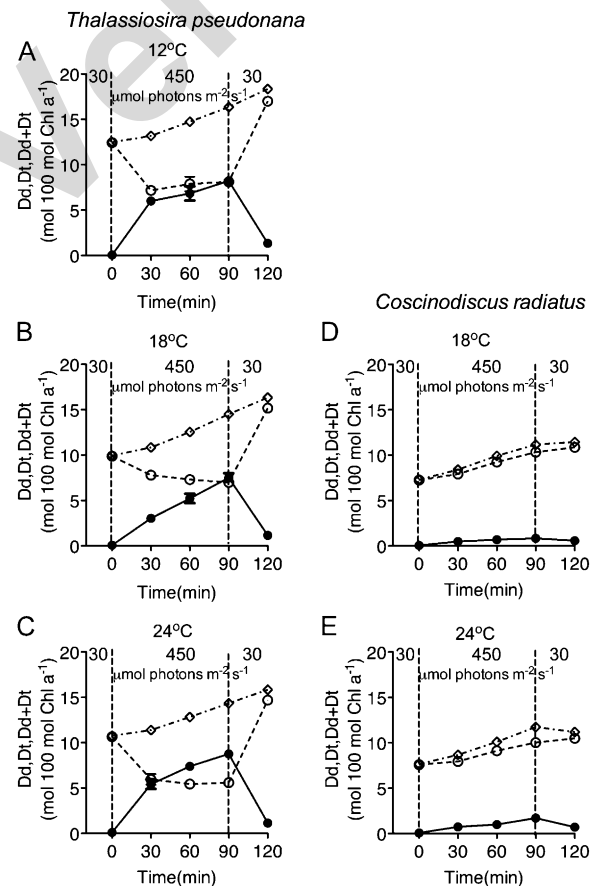 Thalassiosira pseudonana
A
12°C
20
30 450 30
μmol photons m-2 s-1
15
10
5
0
Dd,Dt,Dd+Dt
(mol 100 mol Chl a-1)
0 30 60 90 120
Time(min)
Coscinodiscus radiatus
B
18°C
20
30 450 30
μmol photons m-2 s-1
15
10
5
0
Dd,Dt,Dd+Dt
(mol 100 mol Chl a-1)
0 30 60 90 120
Time(min)
D
18°C
20
30 450 30
μmol photons m-2 s-1
15
10
5
0
Dd,Dt,Dd+Dt
(mol 100 mol Chl a-1)
0 30 60 90 120
Time(min)
C
24°C
20
30 450 30
μmol photons m-2 s-1
15
10
5
0
Dd,Dt,Dd+Dt
(mol 100 mol Chl a-1)
0 30 60 90 120
Time(min)
E
24°C
20
30 450 30
μmol photons m-2 s-1
15
10
5
0
Dd,Dt,Dd+Dt
(mol 100 mol Chl a-1)
0 30 60 90 120
Time(min)